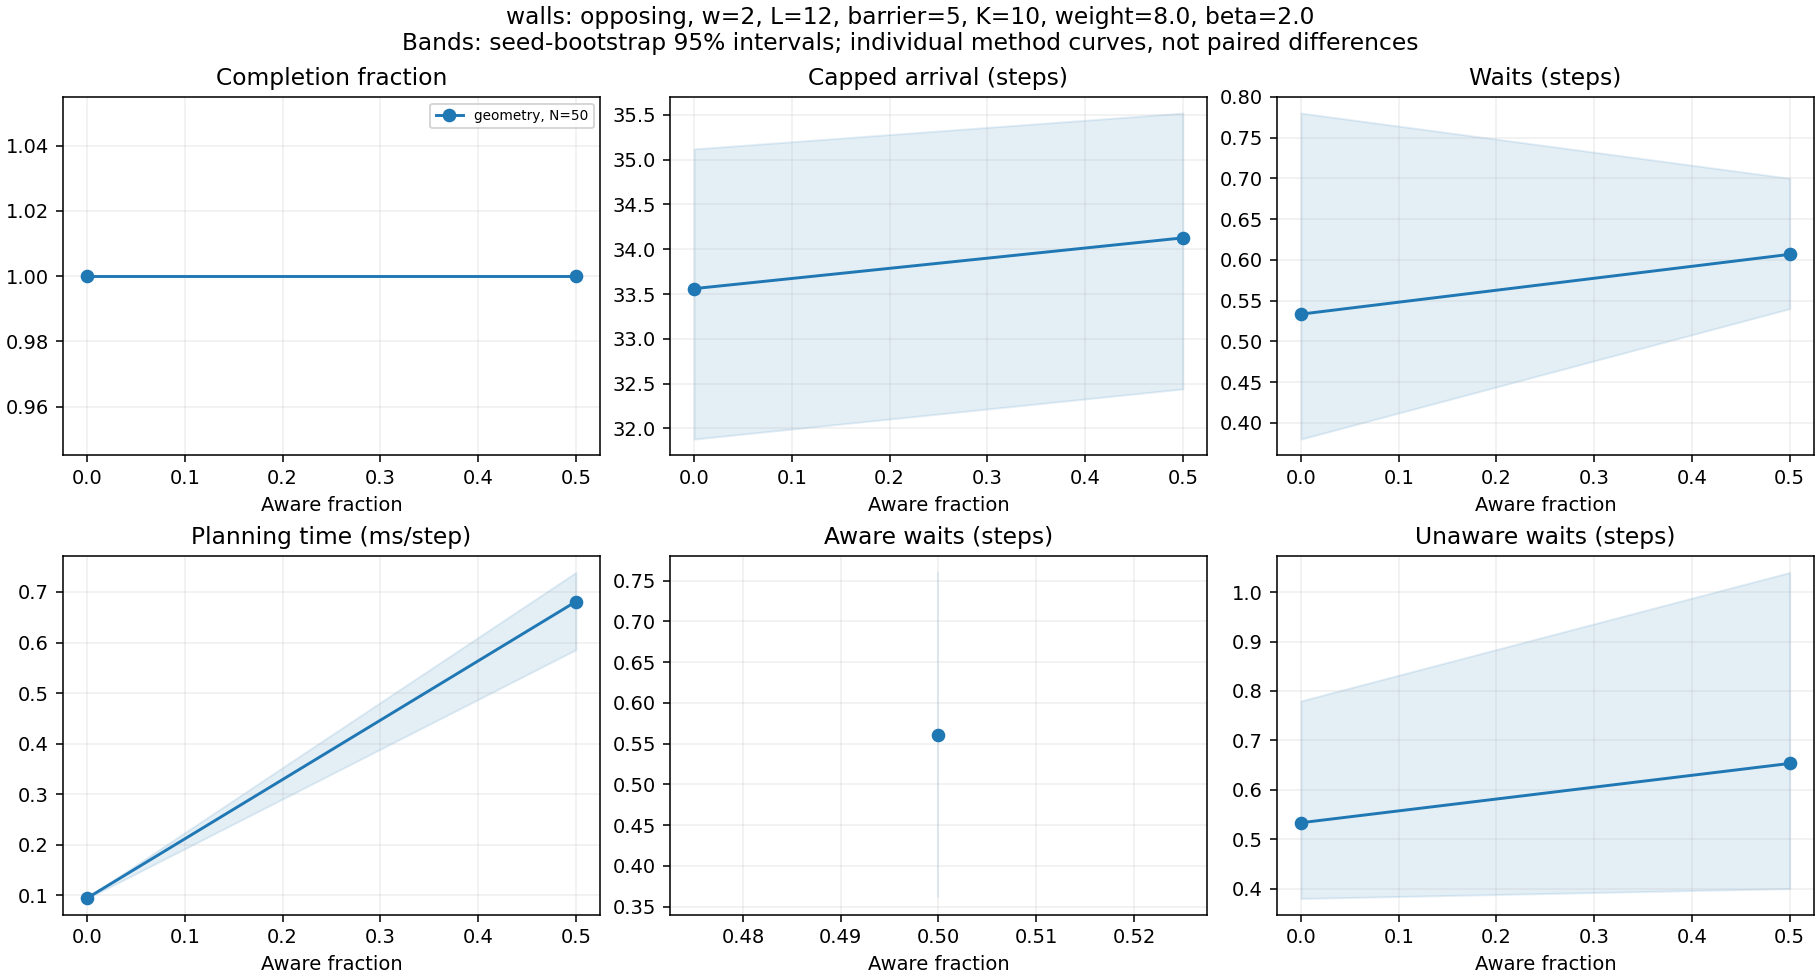 walls: opposing, w=2, L=12, barrier=5, K=10, weight=8.0, beta=2.0
Bands: seed-bootstrap 95% intervals; individual method curves, not paired differences
Completion fraction
geometry, N=50
1.04
1.02
1.00
0.98
0.96
0.0 0.1 0.2 0.3 0.4 0.5
Aware fraction
Capped arrival (steps)
35.5
35.0
34.5
34.0
33.5
33.0
32.5
32.0
0.0 0.1 0.2 0.3 0.4 0.5
Aware fraction
Waits (steps)
0.80
0.75
0.70
0.65
0.60
0.55
0.50
0.45
0.40
0.0 0.1 0.2 0.3 0.4 0.5
Aware fraction
Planning time (ms/step)
0.7
0.6
0.5
0.4
0.3
0.2
0.1
0.0 0.1 0.2 0.3 0.4 0.5
Aware fraction
Aware waits (steps)
0.75
0.70
0.65
0.60
0.55
0.50
0.45
0.40
0.35
0.48 0.49 0.50 0.51 0.52
Aware fraction
Unaware waits (steps)
1.0
0.9
0.8
0.7
0.6
0.5
0.4
0.0 0.1 0.2 0.3 0.4 0.5
Aware fraction